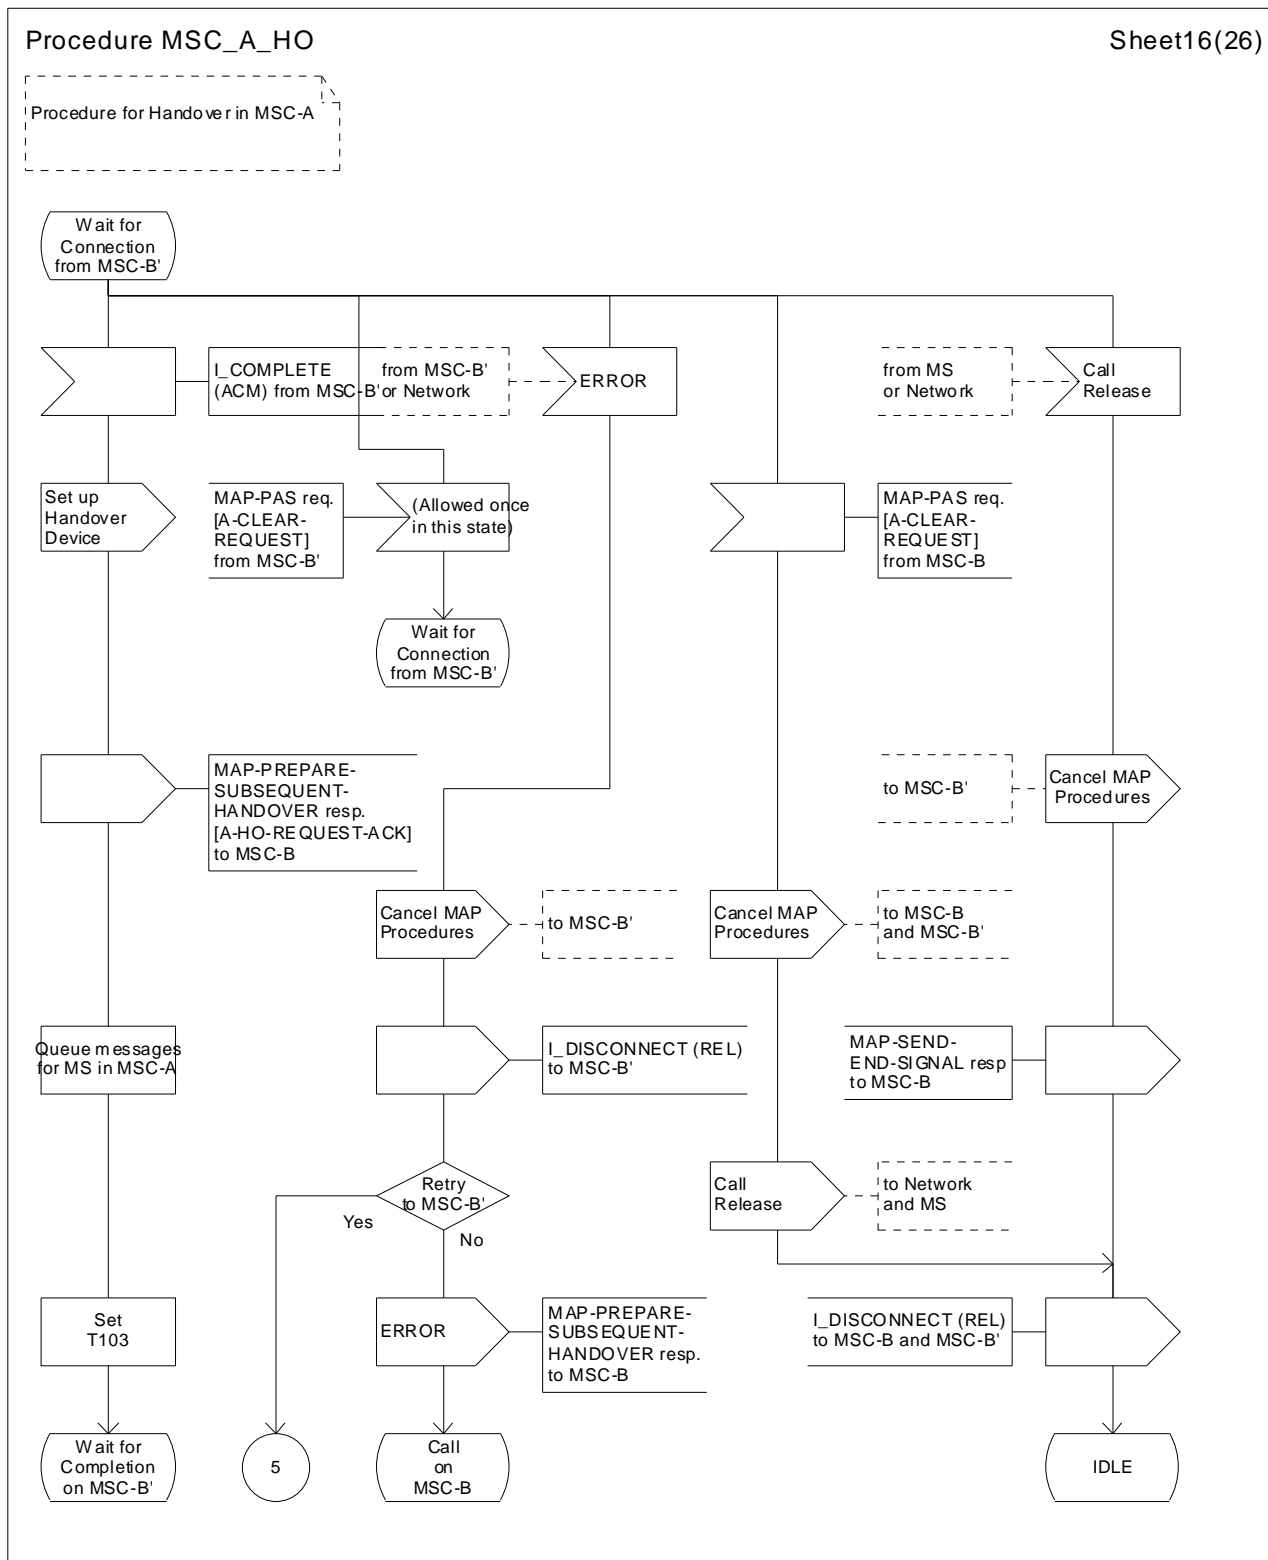 Procedure MSC_A_HO
Sheet16(26)
Procedure for Handover in MSC-A
Wait for
Connection
from MSC-B'
I_COMPLETE
(ACM) from MSC-B'
from MSC-B'
or Network
ERROR
from MS
or Network
Call
Release
Set up
Handover
Device
MAP-PAS req.
[A-CLEAR-
REQUEST]
from MSC-B'
(Allowed once
in this state)
MAP-PAS req.
[A-CLEAR-
REQUEST]
from MSC-B
Wait for
Connection
from MSC-B'
MAP-PREPARE-
SUBSEQUENT-
HANDOVER resp.
[A-HO-REQUEST-ACK]
to MSC-B
to MSC-B'
Cancel MAP
Procedures
Cancel MAP
Procedures
to MSC-B'
Cancel MAP
Procedures
to MSC-B
and MSC-B'
Queue messages
for MS in MSC-A
I_DISCONNECT (REL)
to MSC-B'
MAP-SEND-
END-SIGNAL resp
to MSC-B
Retry
to MSC-B'
Yes
No
Call
Release
to Network
and MS
Set
T103
ERROR
MAP-PREPARE-
SUBSEQUENT-
HANDOVER resp.
to MSC-B
I_DISCONNECT (REL)
to MSC-B and MSC-B'
Wait for
Completion
on MSC-B'
5
Call
on
MSC-B
IDLE